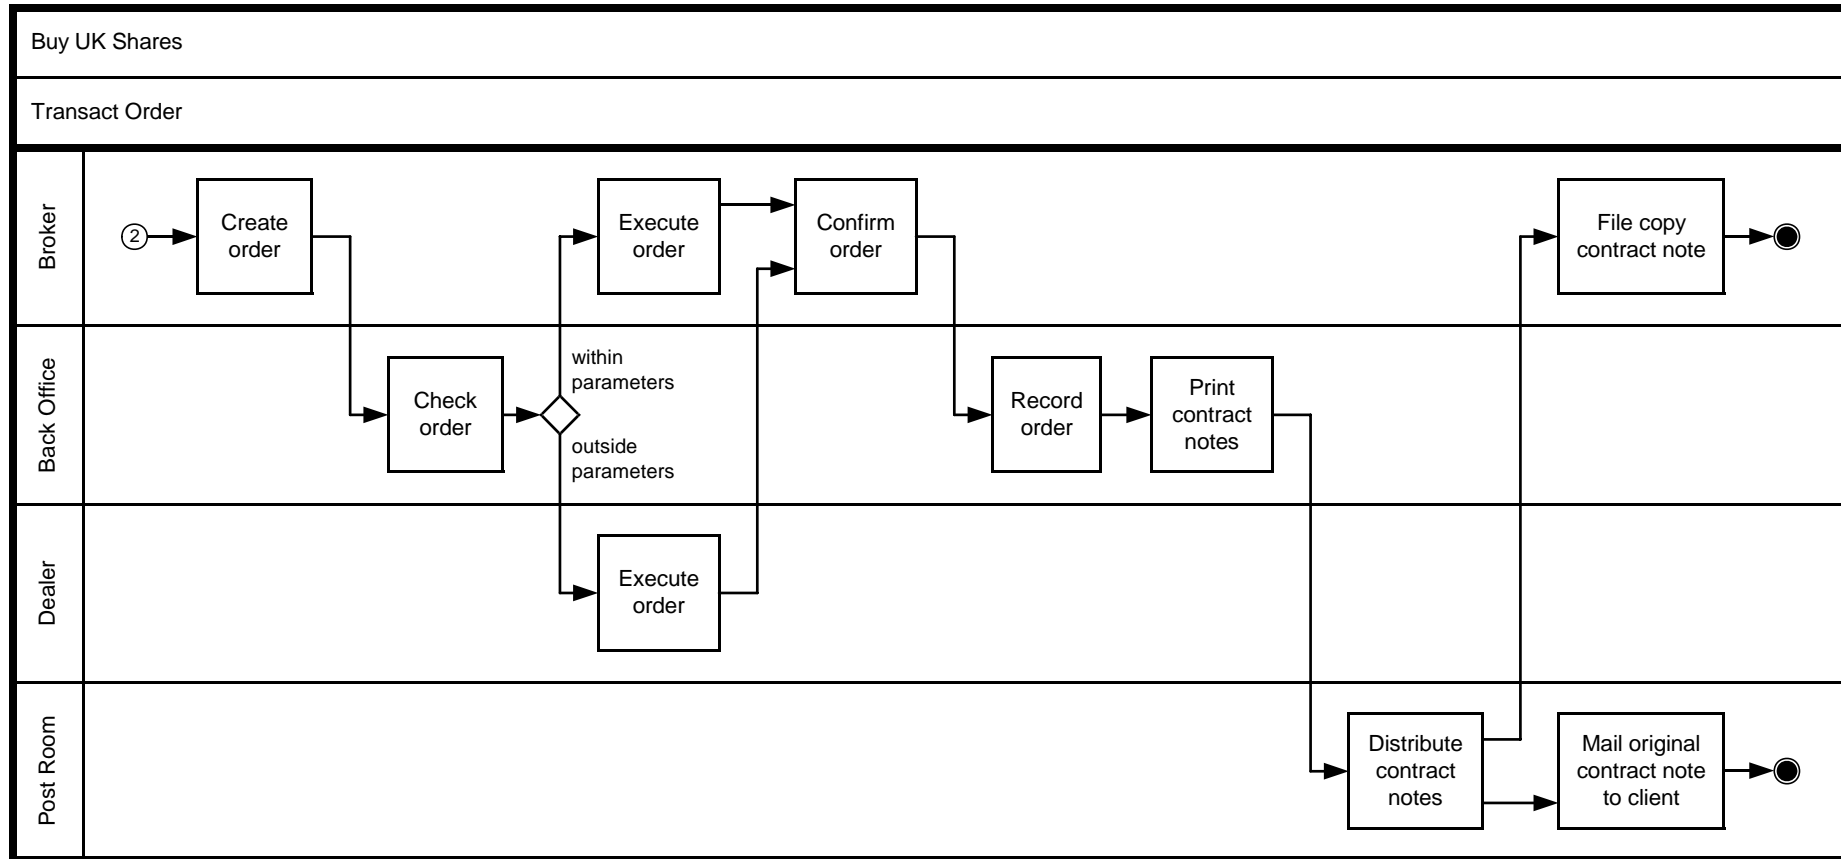 Buy UK Shares
Transact Order
Broker
2
Create
order
Execute
order
Confirm
order
File copy
contract note
Back Office
Check
order
within
parameters
outside
parameters
Record
order
Print
contract
notes
Dealer
Execute
order
Post Room
Distribute
contract
notes
Mail original
contract note
to client